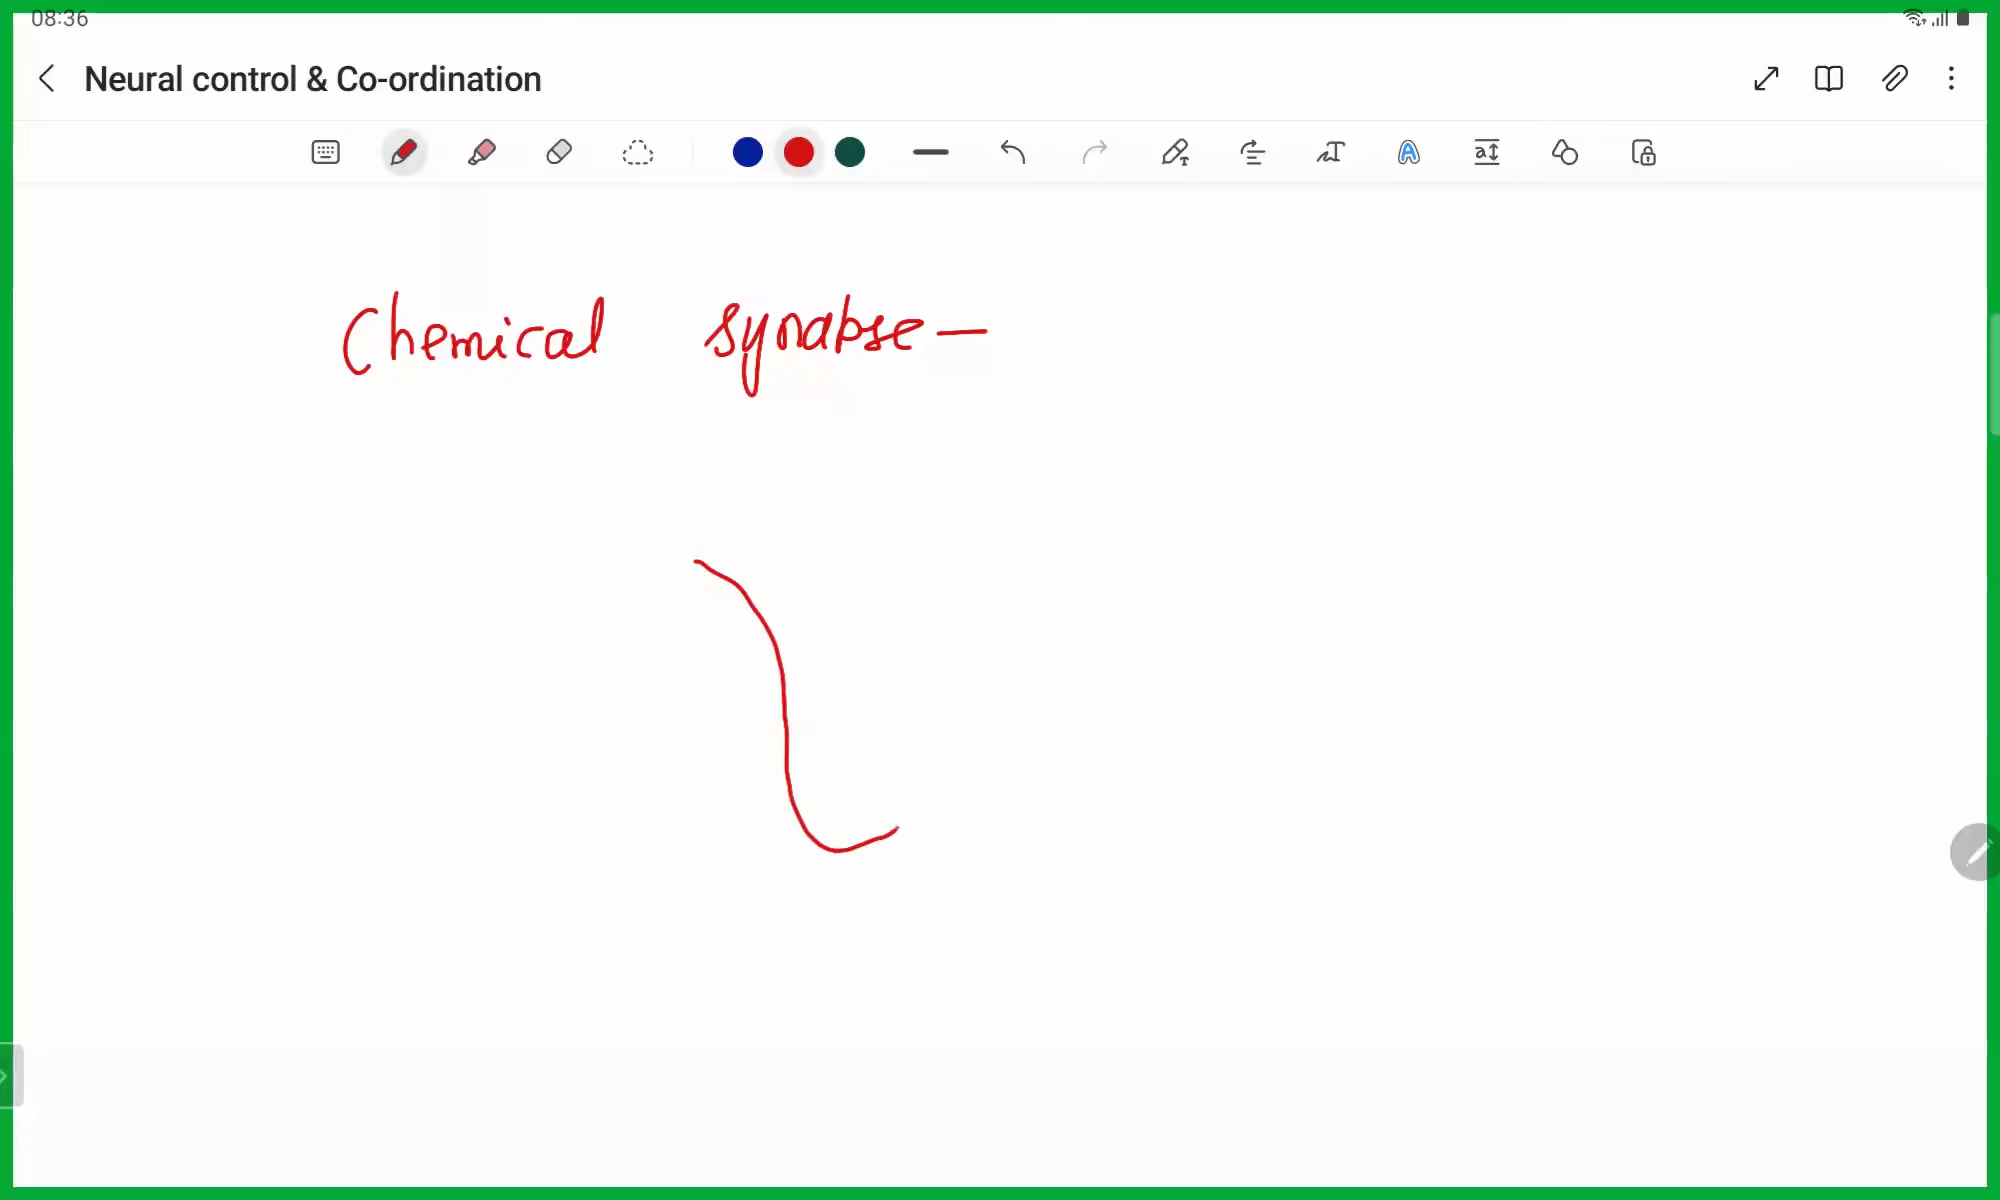 08:36
Neural control & Co-ordination
Chemical synapse —